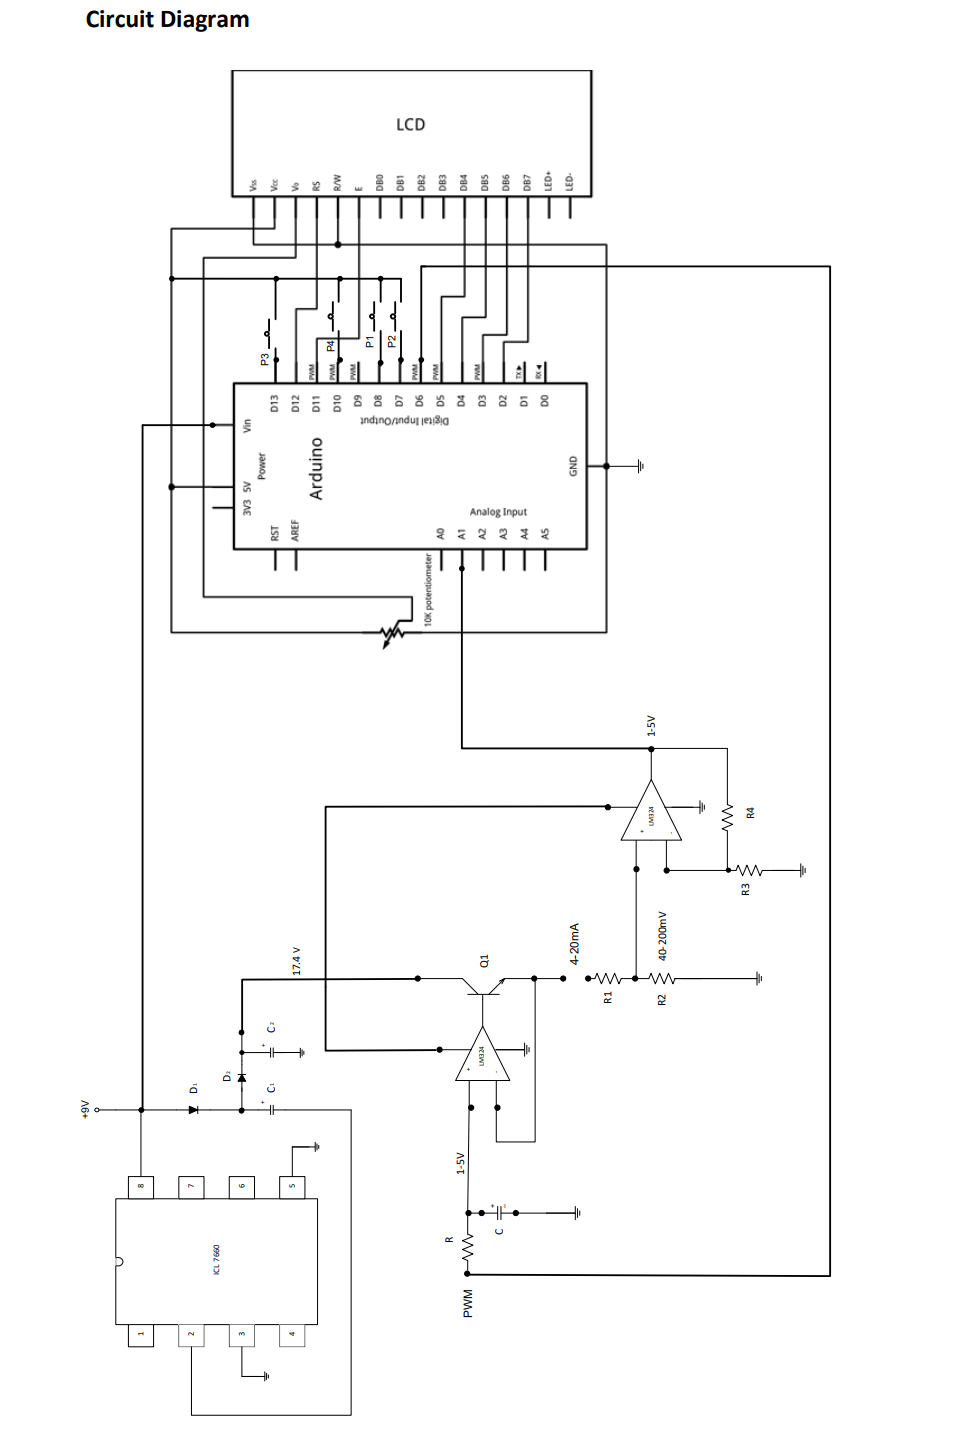 Circuit Diagram
LCD
Vss
Vcc
Vo
RS
R/W
E
DB0
DB1
DB2
DB3
DB4
DB5
DB6
DB7
LED+
LED-
P3
P4
P1
P2
PWM
PWM
PWM
PWM
PWM
PWM
TX▶
RX◀
D13
D12
D11
D10
D9
D8
D7
D6
D5
D4
D3
D2
D1
D0
Digital Input/Output
Vin
Power
5V
3V3
Arduino
GND
RST
AREF
Analog Input
A0
A1
A2
A3
A4
A5
10K potentiometer
1-5V
LM324
+
-
R4
R3
17.4 V
Q1
4-20mA
40-200mV
R1
R2
LM324
+
-
C2
+
D2
D1
C1
+
+9V
1-5V
8
7
6
5
ICL 7660
1
2
3
4
R
+
-
C
PWM